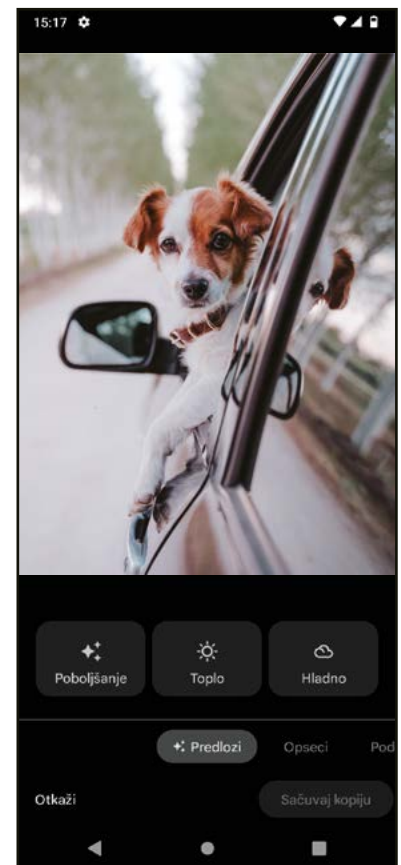 15:17
Poboljšanje Toplo Hladno
Predlozi Opseci Pod
Otkaži Sačuvaj kopiju